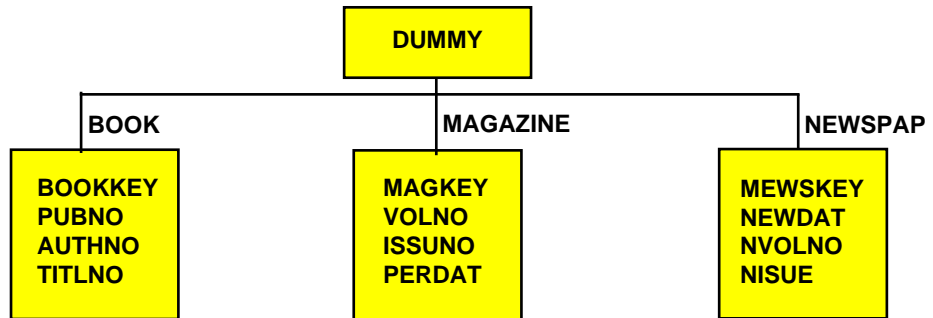 DUMMY
BOOK
MAGAZINE
NEWSPAP
BOOKKEY
PUBNO
AUTHNO
TITLNO
MAGKEY
VOLNO
ISSUNO
PERDAT
MEWSKEY
NEWDAT
NVOLNO
NISUE